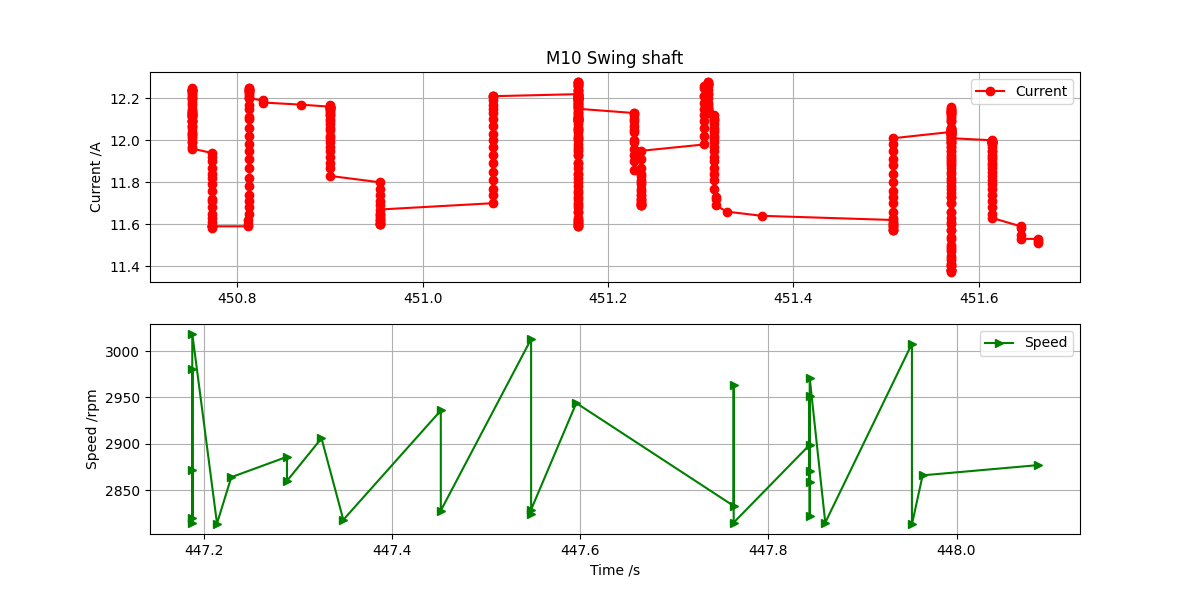 M10 Swing shaft
Current /A
12.2
12.0
11.8
11.6
11.4
Current
450.8 451.0 451.2 451.4 451.6
Speed /rpm
3000
2950
2900
2850
Speed
447.2 447.4 447.6 447.8 448.0
Time /s